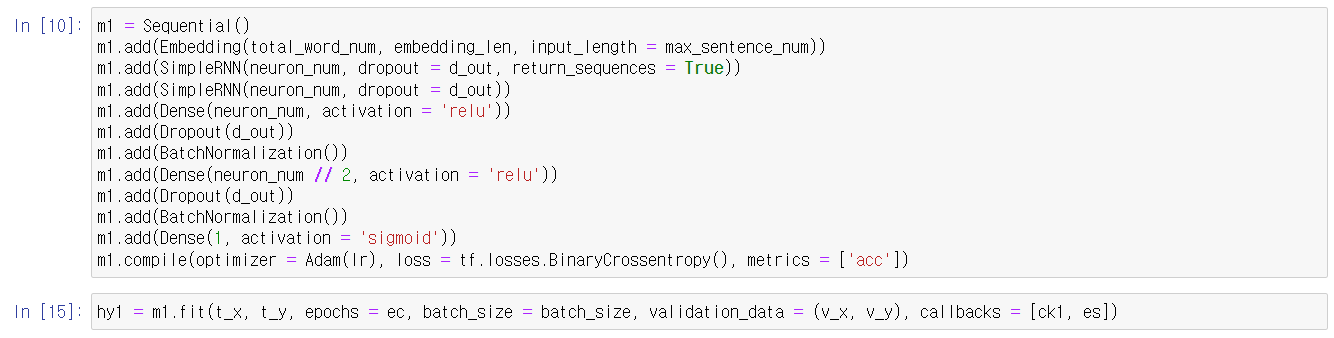 In [10]:
m1 = Sequential()
m1.add(Embedding(total_word_num, embedding_len, input_length = max_sentence_num))
m1.add(SimpleRNN(neuron_num, dropout = d_out, return_sequences = True))
m1.add(SimpleRNN(neuron_num, dropout = d_out))
m1.add(Dense(neuron_num, activation = 'relu'))
m1.add(Dropout(d_out))
m1.add(BatchNormalization())
m1.add(Dense(neuron_num // 2, activation = 'relu'))
m1.add(Dropout(d_out))
m1.add(BatchNormalization())
m1.add(Dense(1, activation = 'sigmoid'))
m1.compile(optimizer = Adam(lr), loss = tf.losses.BinaryCrossentropy(), metrics = ['acc'])
In [15]:
hy1 = m1.fit(t_x, t_y, epochs = ec, batch_size = batch_size, validation_data = (v_x, v_y), callbacks = [ck1, es])